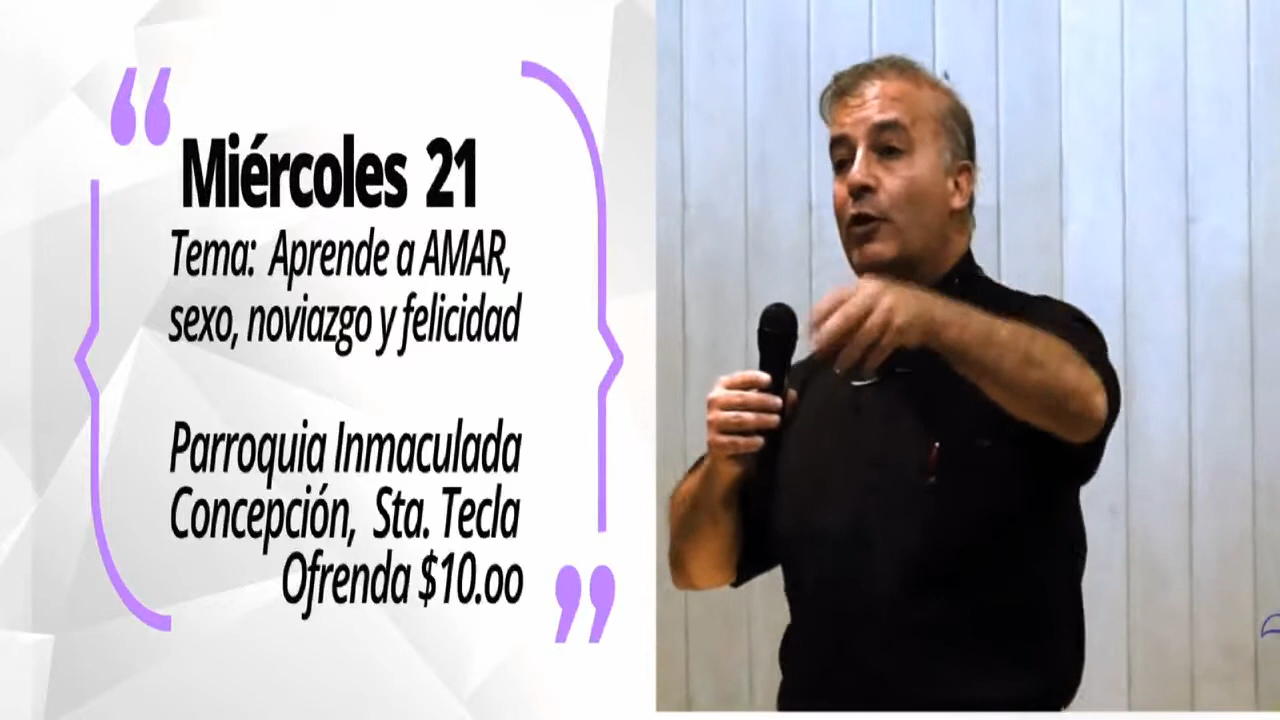 Miércoles 21
Tema: Aprende a AMAR,
sexo, noviazgo y felicidad
Parroquia Inmaculada
Concepción, Sta. Tecla
Ofrenda $10.oo